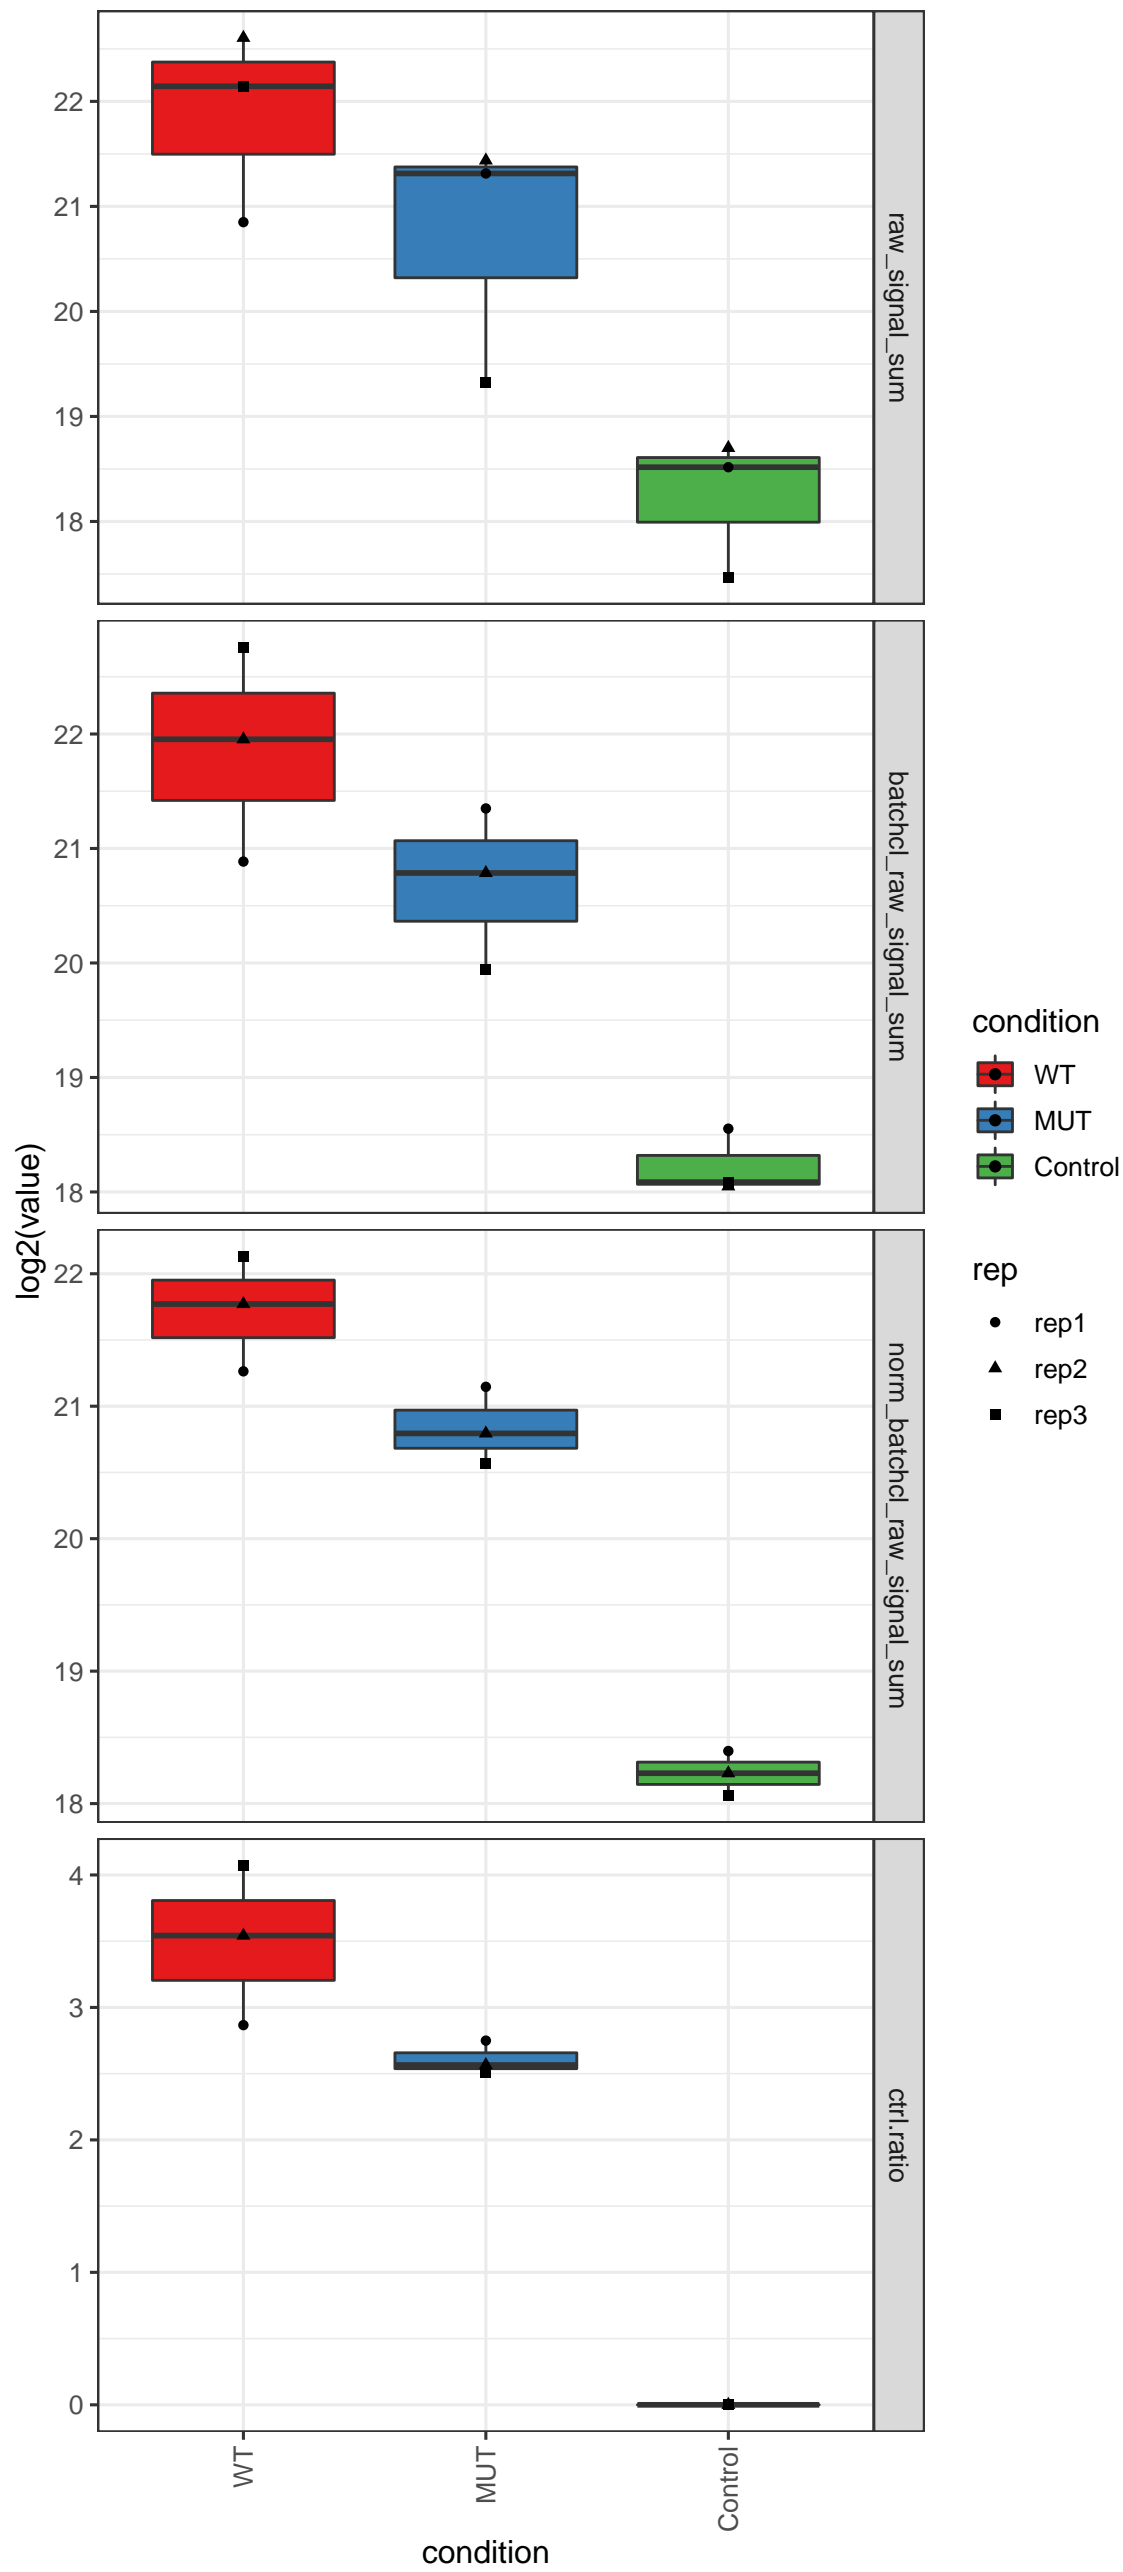 log2(value)
22
21
20
19
18
raw_signal_sum
22
21
20
19
18
batchcl_raw_signal_sum
22
21
20
19
18
norm_batchcl_raw_signal_sum
4
3
2
1
0
ctrl.ratio
WT
MUT
Control
condition
condition
WT
MUT
Control
rep
rep1
rep2
rep3